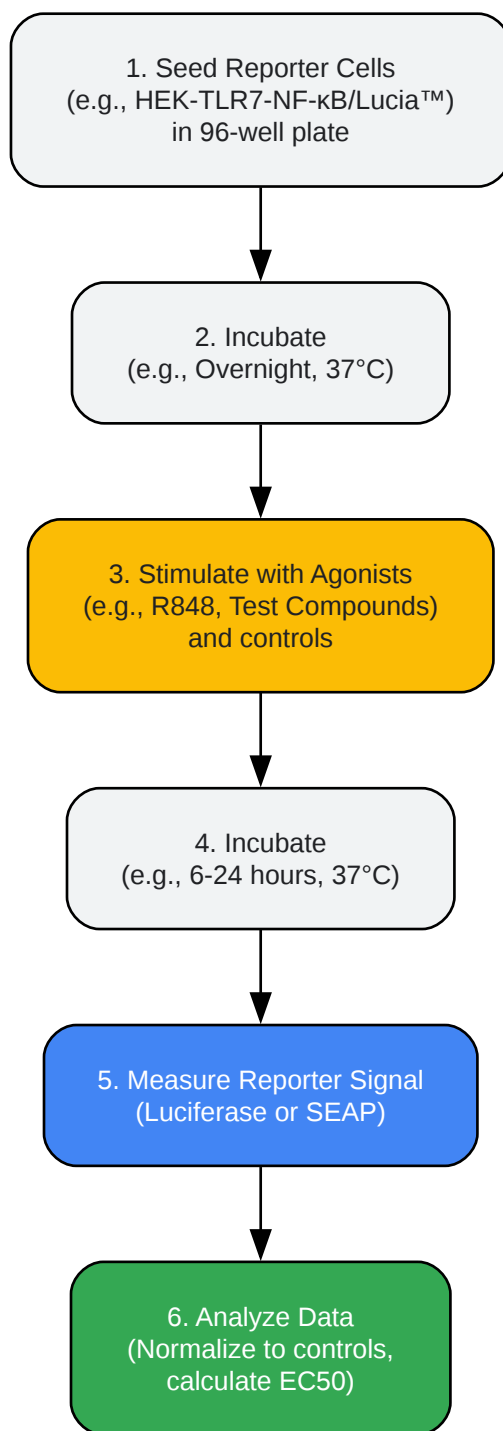 1. Seed Reporter Cells
(e.g., HEK-TLR7-NF-κB/Lucia™)
in 96-well plate
2. Incubate
(e.g., Overnight, 37°C)
3. Stimulate with Agonists
(e.g., R848, Test Compounds)
and controls
4. Incubate
(e.g., 6-24 hours, 37°C)
5. Measure Reporter Signal
(Luciferase or SEAP)
6. Analyze Data
(Normalize to controls,
calculate EC50)